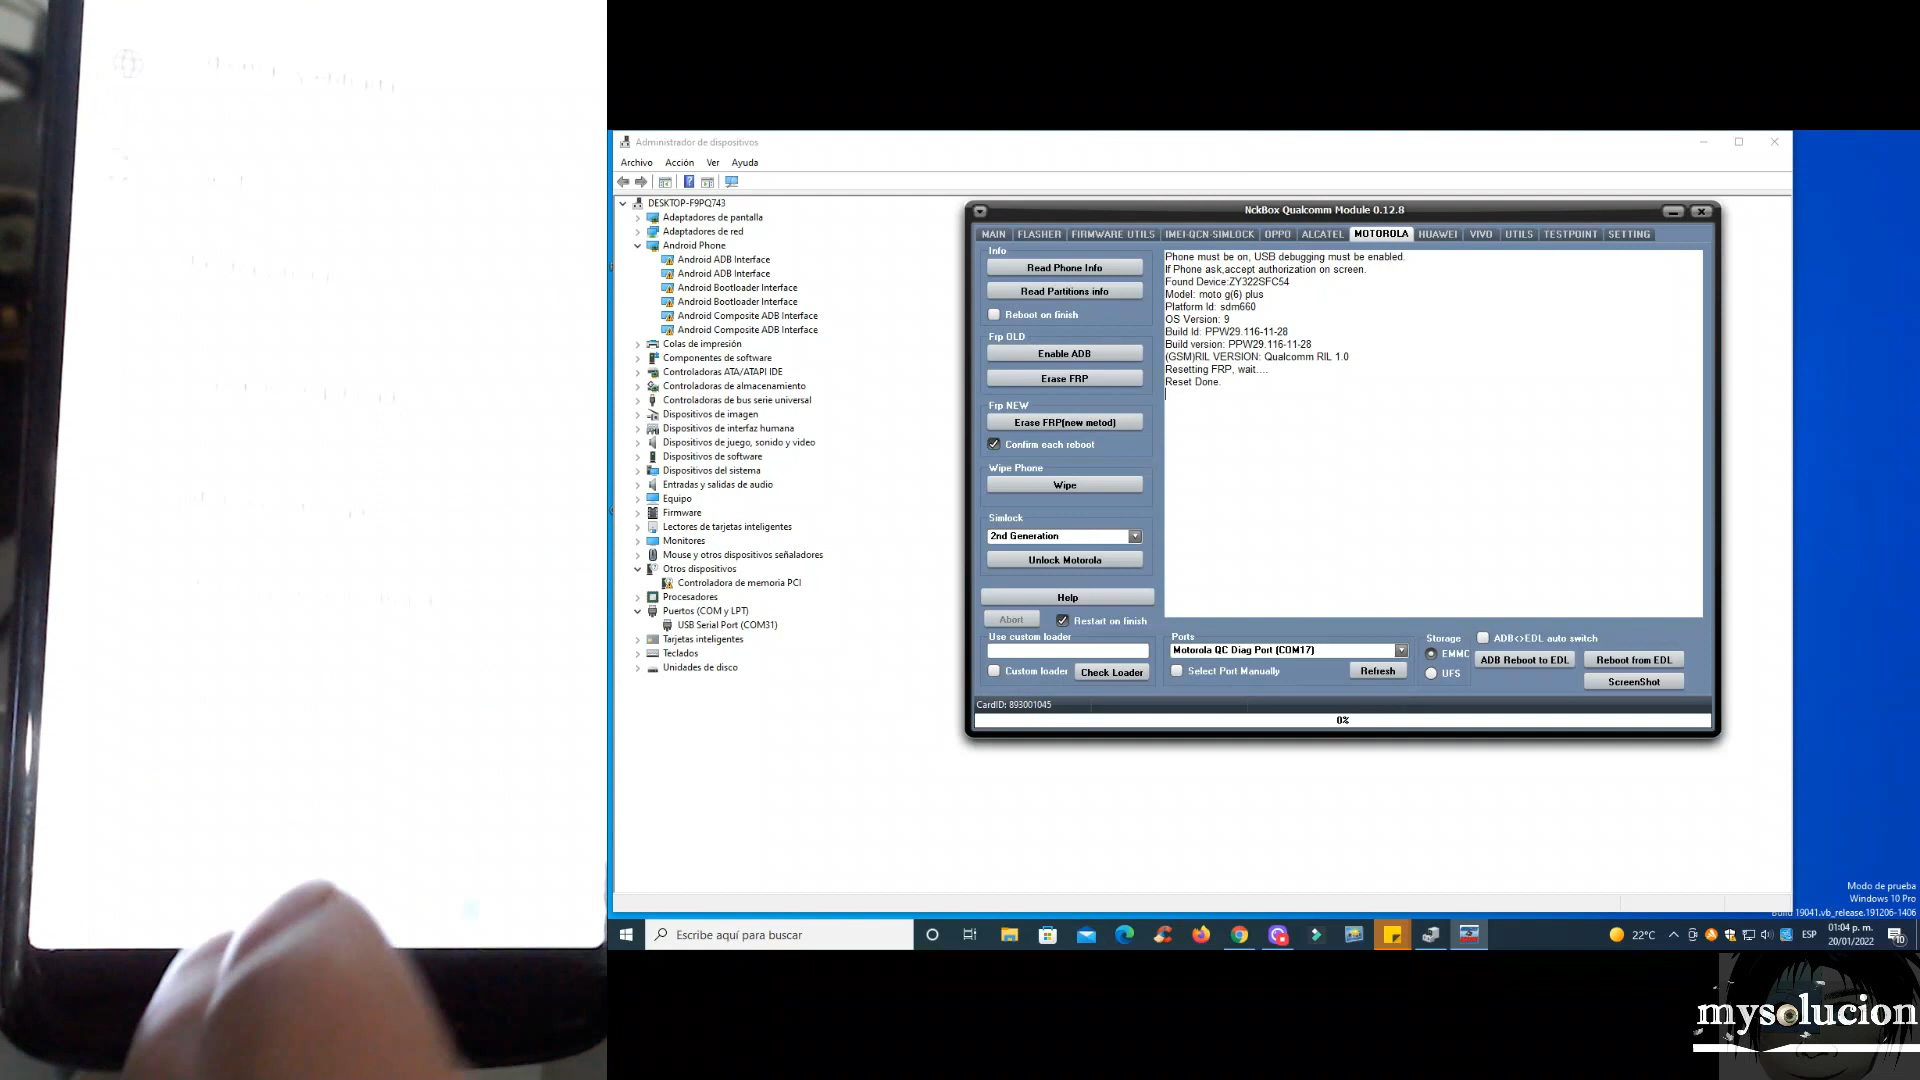 Administrador de dispositivos
Archivo Acción Ver Ayuda
DESKTOP-F9PQ743
Adaptadores de pantalla
Adaptadores de red
Android Phone
Android ADB Interface
Android ADB Interface
Android Bootloader Interface
Android Bootloader Interface
Android Composite ADB Interface
Android Composite ADB Interface
Colas de impresión
Componentes de software
Controladoras ATA/ATAPI IDE
Controladoras de almacenamiento
Controladoras de bus serie universal
Dispositivos de imagen
Dispositivos de interfaz humana
Dispositivos de juego, sonido y video
Dispositivos de software
Dispositivos del sistema
Entradas y salidas de audio
Equipo
Firmware
Lectores de tarjetas inteligentes
Monitores
Mouse y otros dispositivos señaladores
Otros dispositivos
Controladora de memoria PCI
Procesadores
Puertos (COM y LPT)
USB Serial Port (COM31)
Tarjetas inteligentes
Teclados
Unidades de disco
NckBox Qualcomm Module 0.12.8
MAIN FLASHER FIRMWARE UTILS IMEI-QCN-SIMLOCK OPPO ALCATEL MOTOROLA HUAWEI VIVO UTILS TESTPOINT SETTING
Info
Read Phone Info
Read Partitions info
Reboot on finish
Frp OLD
Enable ADB
Erase FRP
Frp NEW
Erase FRP(new metod)
Confirm each reboot
Wipe Phone
Wipe
Simlock
2nd Generation
Unlock Motorola
Help
Abort Restart on finish
Use custom loader
Custom loader Check Loader
Phone must be on, USB debugging must be enabled.
If Phone ask,accept authorization on screen.
Found Device:ZY322SFC54
Model: moto g(6) plus
Platform Id: sdm660
OS Version: 9
Build Id: PPW29.116-11-28
Build version: PPW29.116-11-28
(GSM)RIL VERSION: Qualcomm RIL 1.0
Resetting FRP, wait....
Reset Done.
Ports
Motorola QC Diag Port (COM17)
Select Port Manually Refresh
Storage
EMMC
UFS
ADB<>EDL auto switch
ADB Reboot to EDL Reboot from EDL
ScreenShot
CardID: 893001045
0%
Modo de prueba
Windows 10 Pro
Build 19041.vb_release.191206-1406
Escribe aquí para buscar
22°C
ESP
01:04 p. m.
20/01/2022
10
mysolucion